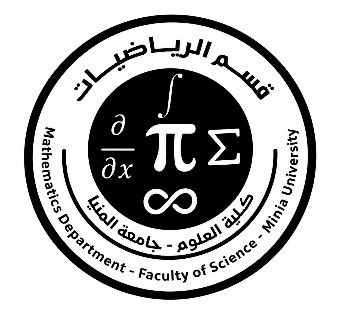 قسم الرياضيات
∫
∂/∂x π Σ
∞
كلية العلوم - جامعة المنيا
Mathematics Department - Faculty of Science - Minia University